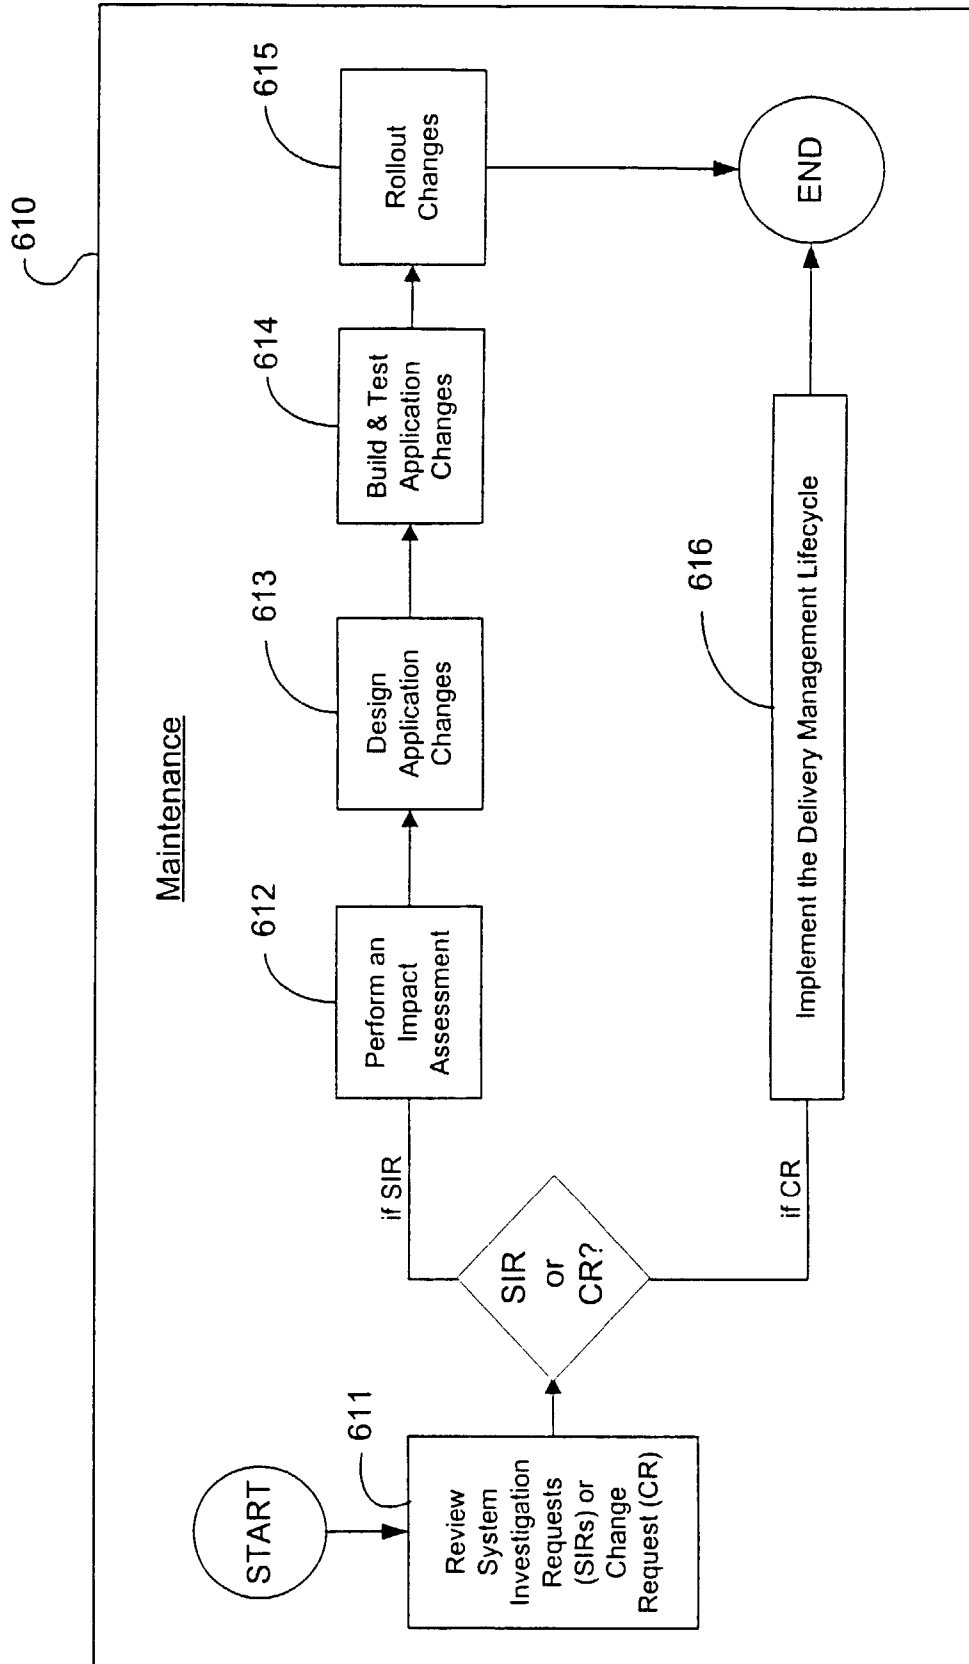 610
Maintenance
START
611
Review
System
Investigation
Requests
(SIRs) or
Change
Request (CR)
SIR
or
CR?
if SIR
612
Perform an
Impact
Assessment
613
Design
Application
Changes
614
Build & Test
Application
Changes
615
Rollout
Changes
if CR
616
Implement the Delivery Management Lifecycle
END